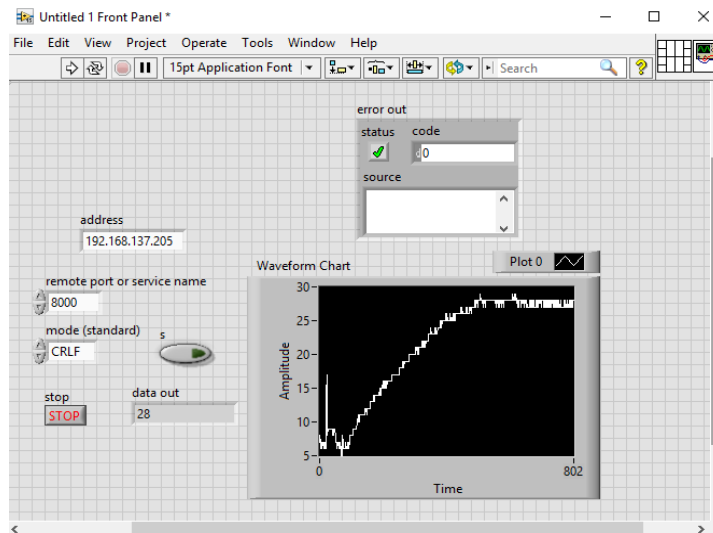 Untitled 1 Front Panel *
File Edit View Project Operate Tools Window Help
15pt Application Font Search
error out
status code
d 0
source
address
192.168.137.205
remote port or service name
8000
mode (standard) s
CRLF
stop data out
STOP 28
Waveform Chart Plot 0
30
25
20
15
10
5
Amplitude
0 802
Time